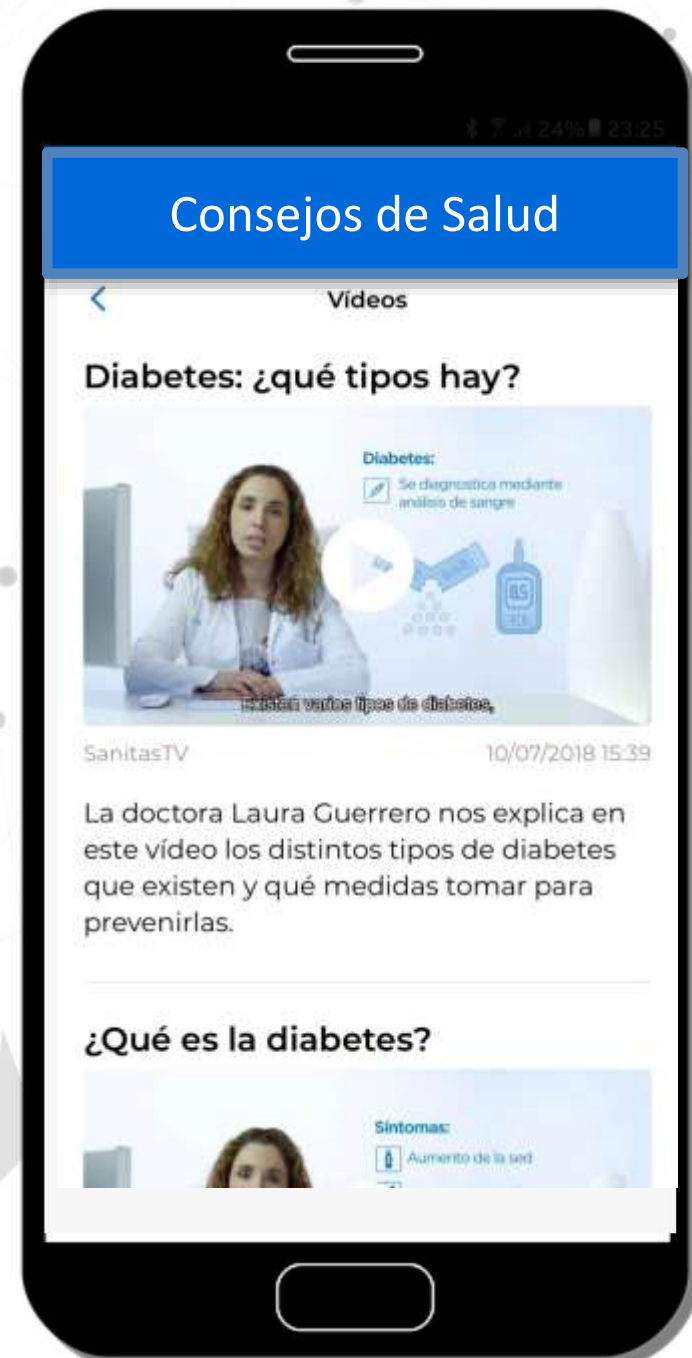 24% 23:25
Consejos de Salud
Vídeos
Diabetes: ¿qué tipos hay?
Diabetes:
Se diagnostica mediante
análisis de sangre
85
Existen varios tipos de diabetes,
SanitasTV 10/07/2018 15:39
La doctora Laura Guerrero nos explica en
este vídeo los distintos tipos de diabetes
que existen y qué medidas tomar para
prevenirlas.
¿Qué es la diabetes?
Síntomas:
Aumento de la sed